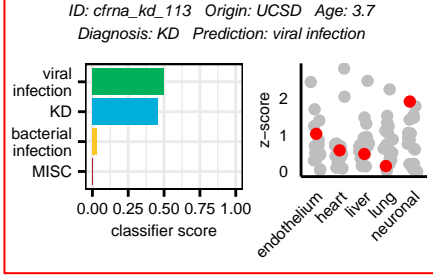 ID: cfrna_kd_113 Origin: UCSD Age: 3.7
Diagnosis: KD Prediction: viral infection
viral
infection
KD
bacterial
infection
MISC
0.00 0.25 0.50 0.75 1.00
classifier score
z-score
2
1
0
endothelium
heart
liver
lung
neuronal